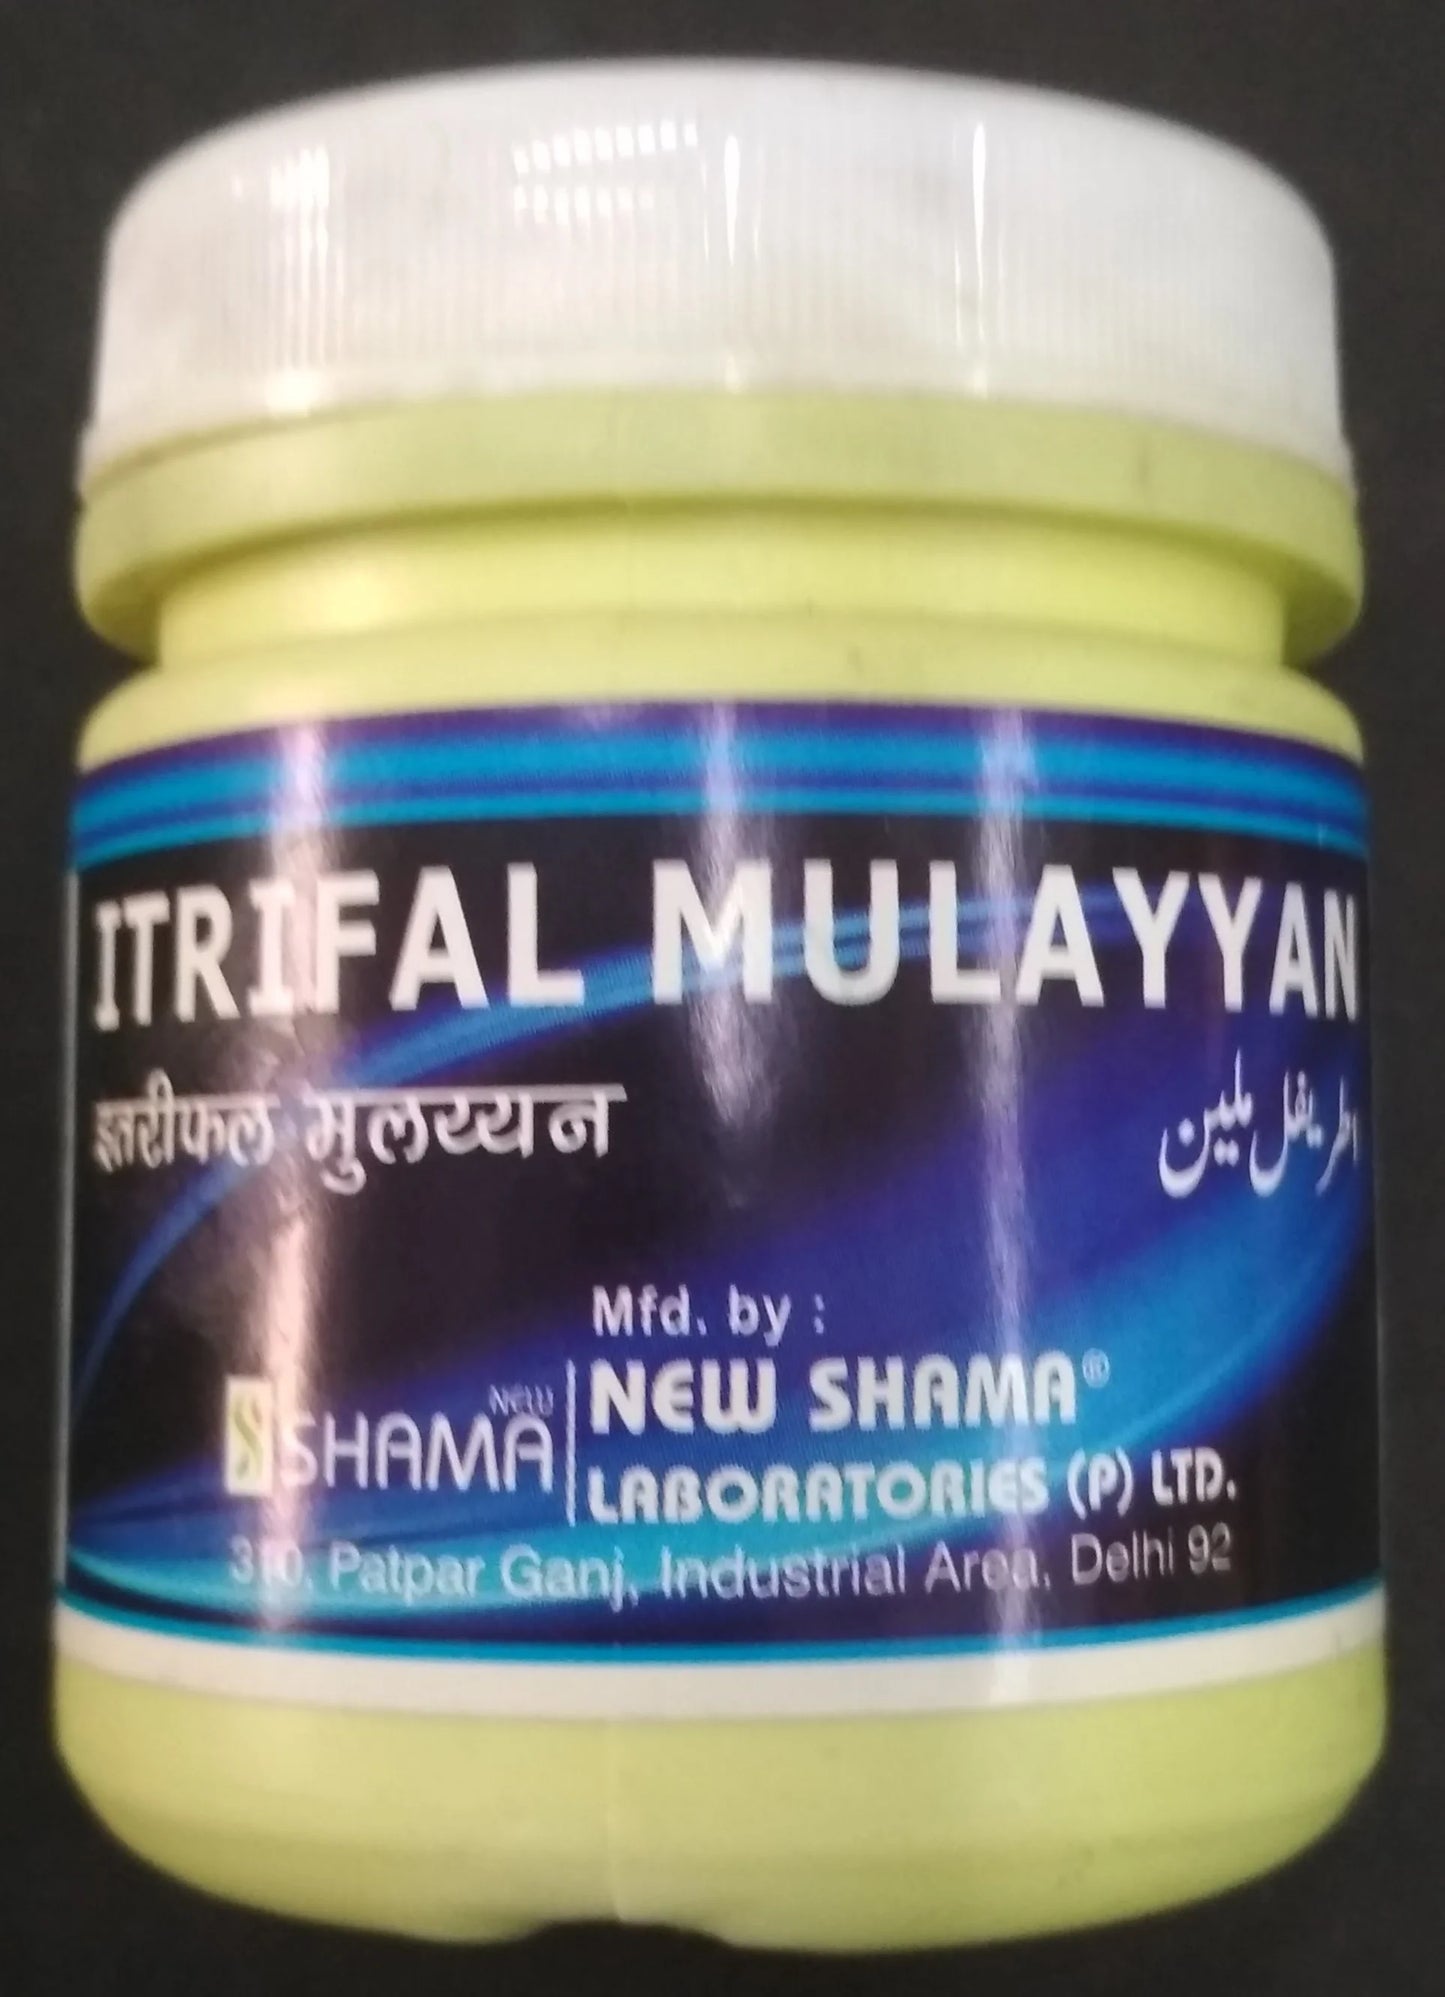 ITRIFAL MULAYYAN
इतरीफल मुलय्यन
اطریفل ملین
Mfd. by :
NEW SHAMA
NEW SHAMA®
LABORATORIES (P) LTD.
Patpar Ganj, Industrial Area, Delhi 92